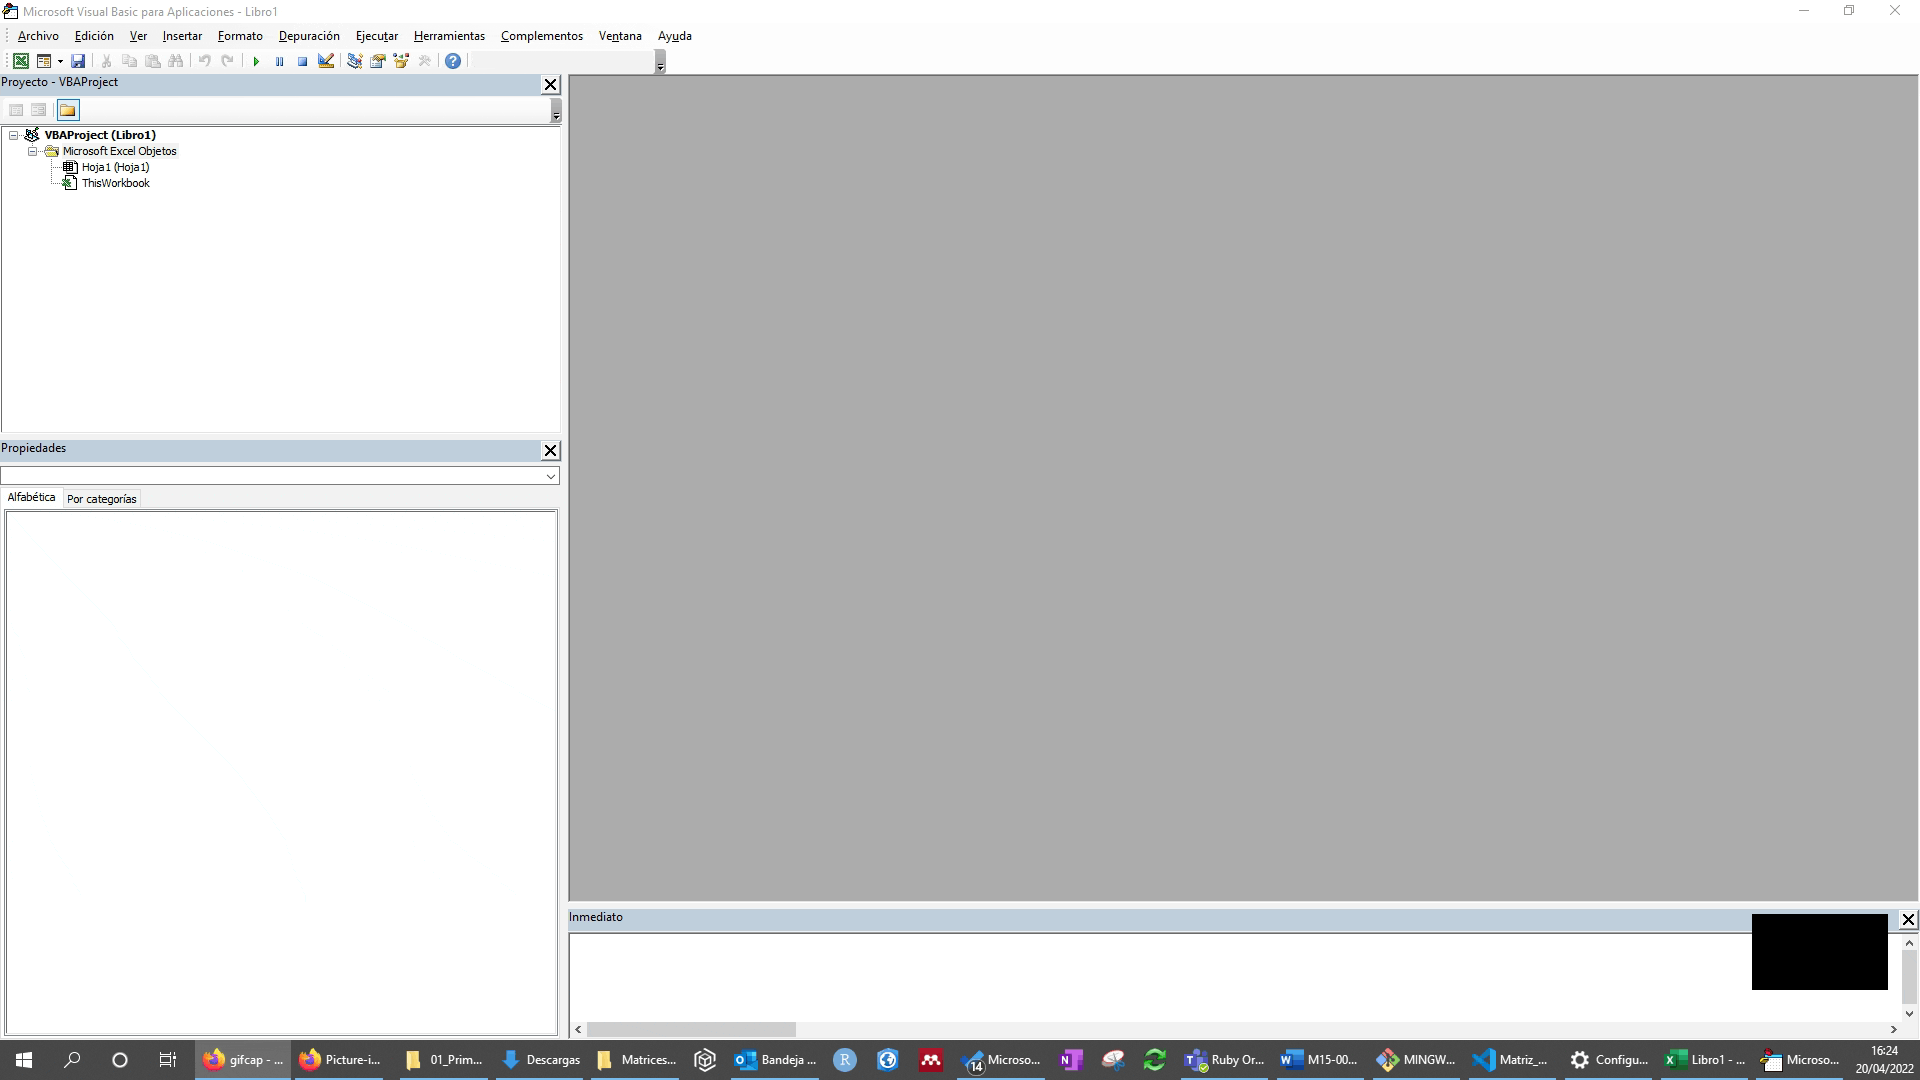 Microsoft Visual Basic para Aplicaciones - Libro1
Archivo Edición Ver Insertar Formato Depuración Ejecutar Herramientas Complementos Ventana Ayuda
Proyecto - VBAProject
VBAProject (Libro1)
Microsoft Excel Objetos
Hoja1 (Hoja1)
ThisWorkbook
Propiedades
Alfabética Por categorías
Inmediato
gifcap - ... Picture-i... 01_Prim... Descargas Matrices... Bandeja ... R 14 Microso... N Ruby Or... M15-00... MINGW... Matriz_... Configu... Libro1 - ... Microso... 16:24
20/04/2022